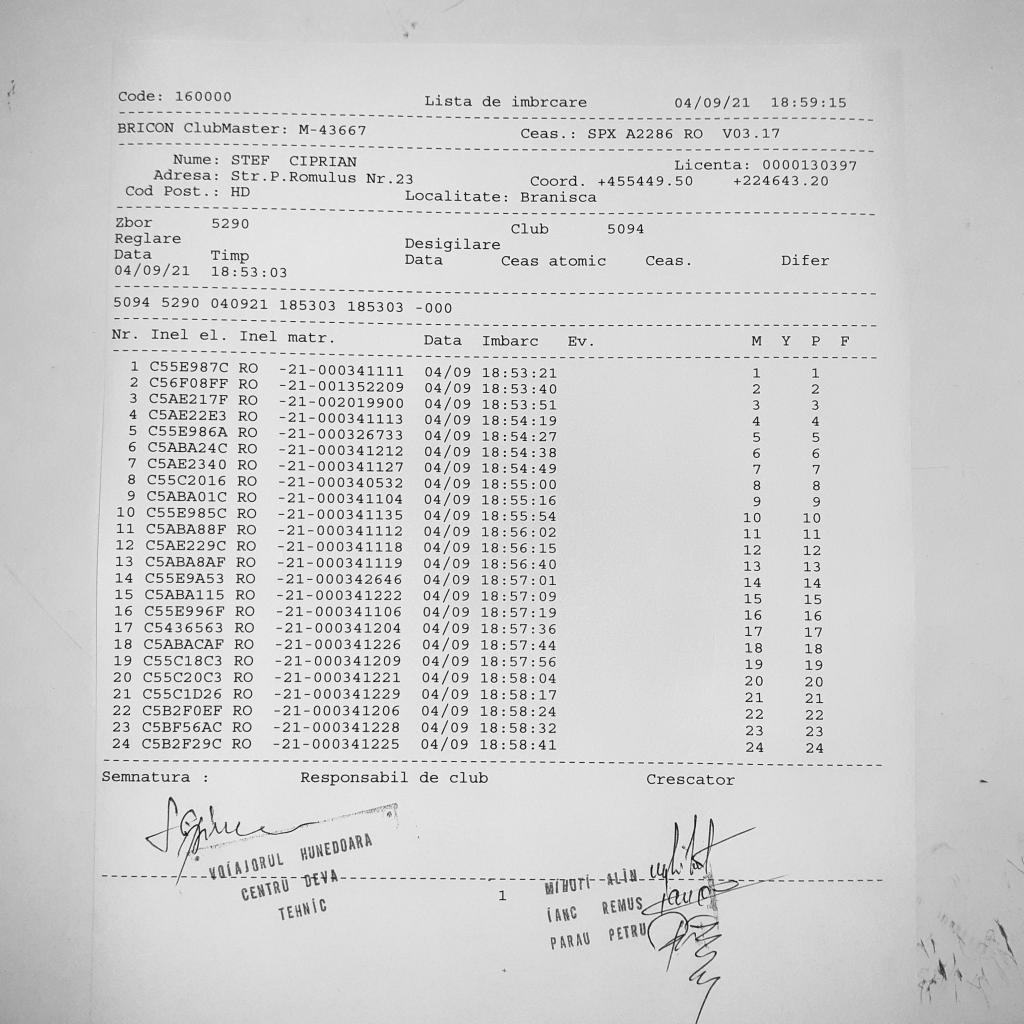 Code: 160000 Lista de imbrcare 04/09/21 18:59:15
BRICON ClubMaster: M-43667 Ceas.: SPX A2286 RO V03.17
Nume: STEF CIPRIAN Licenta: 0000130397
Adresa: Str.P.Romulus Nr.23 Coord. +455449.50 +224643.20
Cod Post.: HD Localitate: Branisca
Zbor 5290 Club 5094
Reglare Desigilare
Data Timp Data Ceas atomic Ceas. Difer
04/09/21 18:53:03
5094 5290 040921 185303 185303 -000
Nr. Inel el. Inel matr. Data Imbarc Ev. M Y P F
1 C55E987C RO -21-000341111 04/09 18:53:21 1 1
2 C56F08FF RO -21-001352209 04/09 18:53:40 2 2
3 C5AE217F RO -21-002019900 04/09 18:53:51 3 3
4 C5AE22E3 RO -21-000341113 04/09 18:54:19 4 4
5 C55E986A RO -21-000326733 04/09 18:54:27 5 5
6 C5ABA24C RO -21-000341212 04/09 18:54:38 6 6
7 C5AE2340 RO -21-000341127 04/09 18:54:49 7 7
8 C55C2016 RO -21-000340532 04/09 18:55:00 8 8
9 C5ABA01C RO -21-000341104 04/09 18:55:16 9 9
10 C55E985C RO -21-000341135 04/09 18:55:54 10 10
11 C5ABA88F RO -21-000341112 04/09 18:56:02 11 11
12 C5AE229C RO -21-000341118 04/09 18:56:15 12 12
13 C5ABA8AF RO -21-000341119 04/09 18:56:40 13 13
14 C55E9A53 RO -21-000342646 04/09 18:57:01 14 14
15 C5ABA115 RO -21-000341222 04/09 18:57:09 15 15
16 C55E996F RO -21-000341106 04/09 18:57:19 16 16
17 C5436563 RO -21-000341204 04/09 18:57:36 17 17
18 C5ABACAF RO -21-000341226 04/09 18:57:44 18 18
19 C55C18C3 RO -21-000341209 04/09 18:57:56 19 19
20 C55C20C3 RO -21-000341221 04/09 18:58:04 20 20
21 C55C1D26 RO -21-000341229 04/09 18:58:17 21 21
22 C5B2F0EF RO -21-000341206 04/09 18:58:24 22 22
23 C5BF56AC RO -21-000341228 04/09 18:58:32 23 23
24 C5B2F29C RO -21-000341225 04/09 18:58:41 24 24
Semnatura : Responsabil de club Crescator
VOIAJORUL HUNEDOARA
CENTRU DEVA
TEHNIC
1
MIHUTI ALIN
IANC REMUS
PARAU PETRU